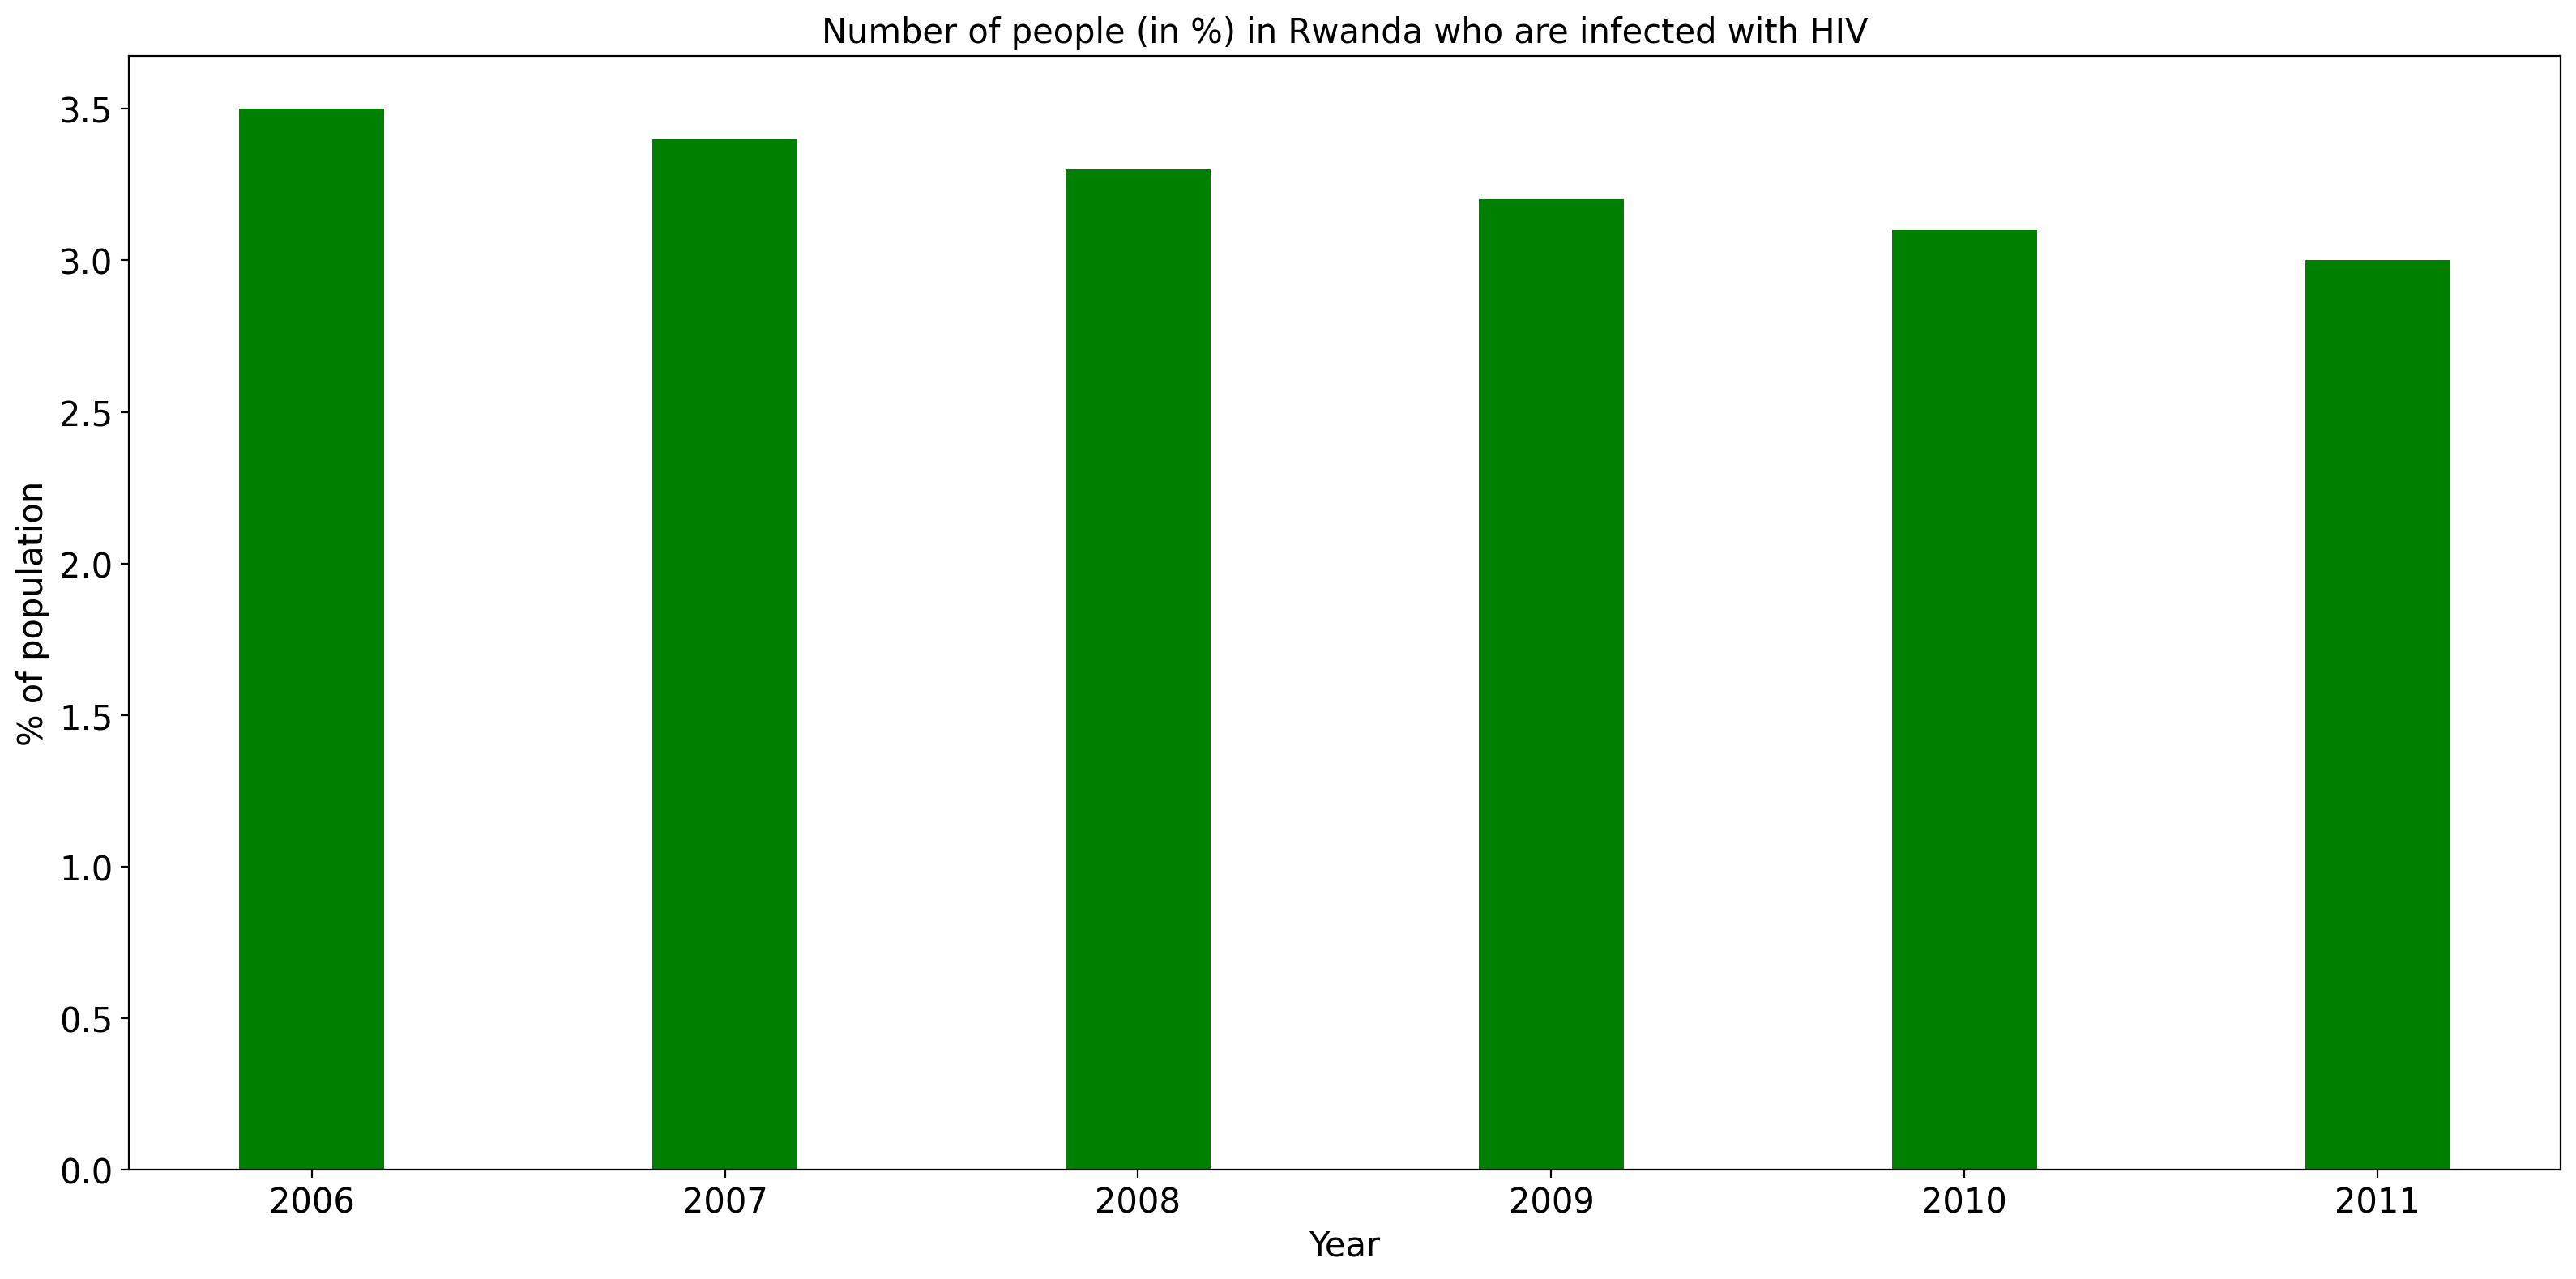 Number of people (in %) in Rwanda who are infected with HIV
% of population
3.5
3.0
2.5
2.0
1.5
1.0
0.5
0.0
2006 2007 2008 2009 2010 2011
Year